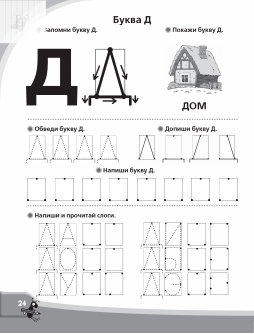 Буква Д
Запомни букву Д.
Покажи букву Д.
Д
ДОМ
Обведи букву Д.
Допиши букву Д.
Напиши букву Д.
Напиши и прочитай слоги.
24